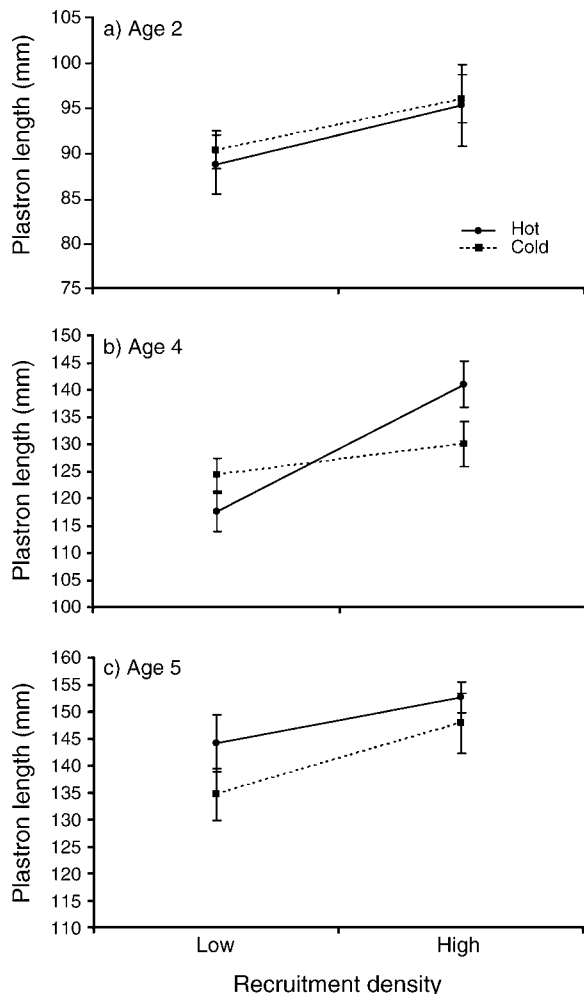 a) Age 2
Plastron length (mm)
105
100
95
90
85
80
75
Hot
Cold
b) Age 4
Plastron length (mm)
150
145
140
135
130
125
120
115
110
105
100
c) Age 5
Plastron length (mm)
160
155
150
145
140
135
130
125
120
115
110
Low High
Recruitment density